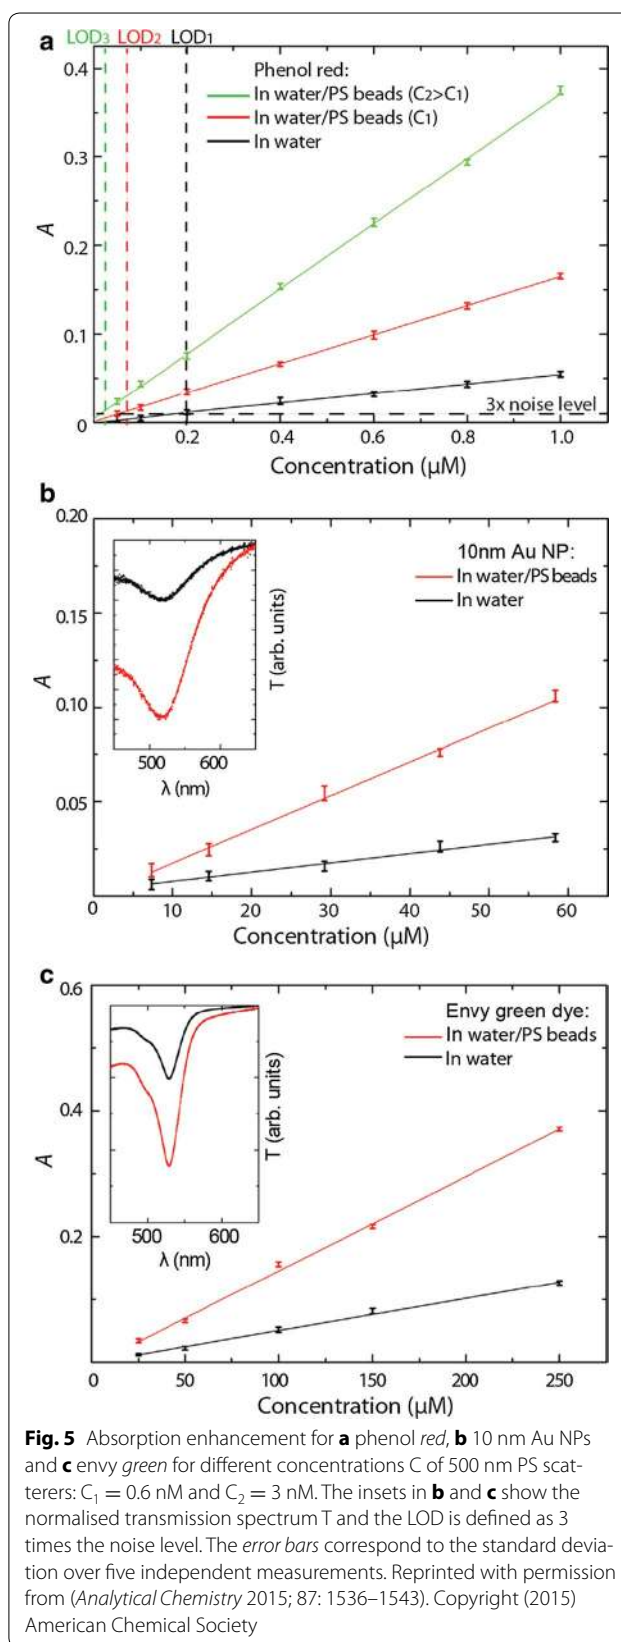 a
LOD3 LOD2 LOD1
0.4
Phenol red:
In water/PS beads (C2>C1)
In water/PS beads (C1)
In water
0.3
A
0.2
0.1
3x noise level
0
0.2 0.4 0.6 0.8 1.0
Concentration (µM)
b
0.20
10nm Au NP:
In water/PS beads
In water
0.15
T (arb. units)
500 600
λ (nm)
A
0.10
0.05
0 10 20 30 40 50 60
Concentration (µM)
c
0.6
Envy green dye:
In water/PS beads
In water
T (arb. units)
500 600
λ (nm)
0.4
A
0.2
0 50 100 150 200 250
Concentration (µM)
Fig. 5 Absorption enhancement for a phenol red, b 10 nm Au NPs
and c envy green for different concentrations C of 500 nm PS scat-
terers: C₁ = 0.6 nM and C₂ = 3 nM. The insets in b and c show the
normalised transmission spectrum T and the LOD is defined as 3
times the noise level. The error bars correspond to the standard devia-
tion over five independent measurements. Reprinted with permission
from (Analytical Chemistry 2015; 87: 1536–1543). Copyright (2015)
American Chemical Society